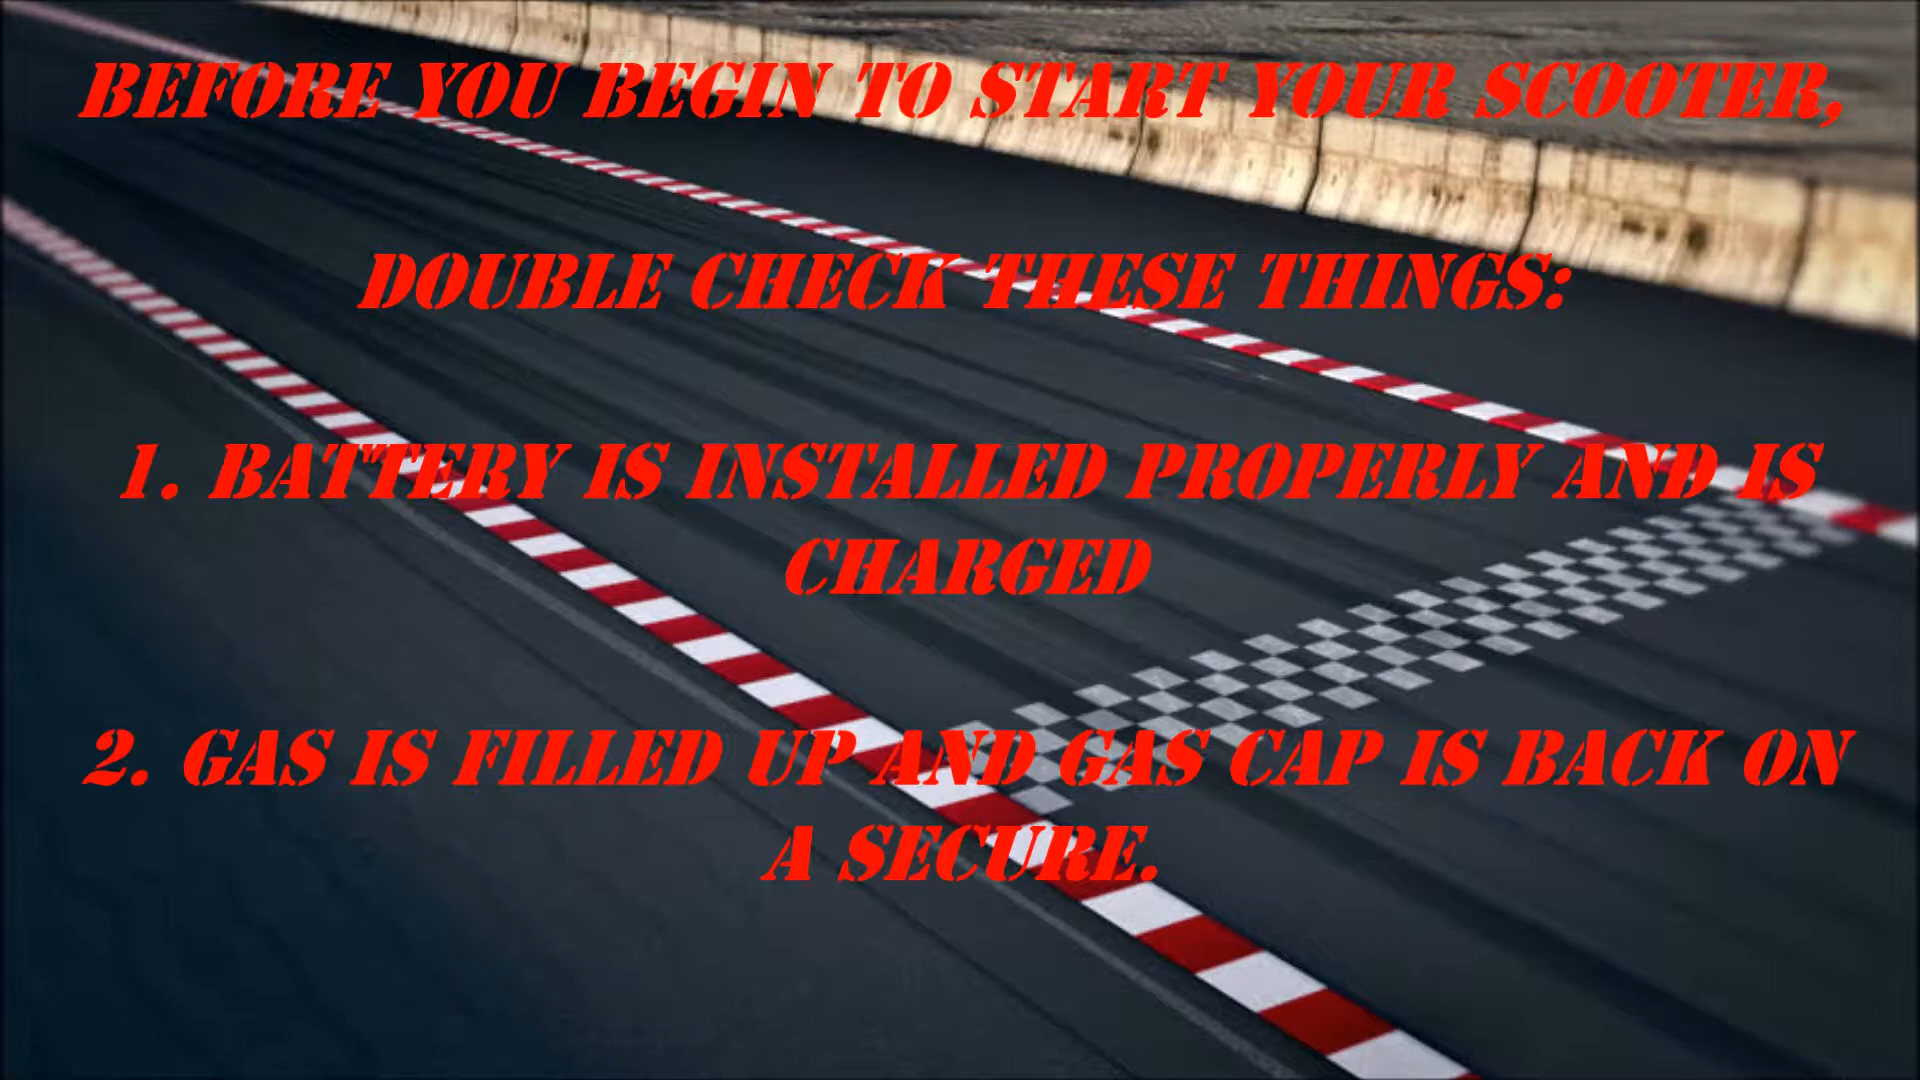 BEFORE YOU BEGIN TO START YOUR SCOOTER,
DOUBLE CHECK THESE THINGS:
1. BATTERY IS INSTALLED PROPERLY AND IS
CHARGED
2. GAS IS FILLED UP AND GAS CAP IS BACK ON
A SECURE.